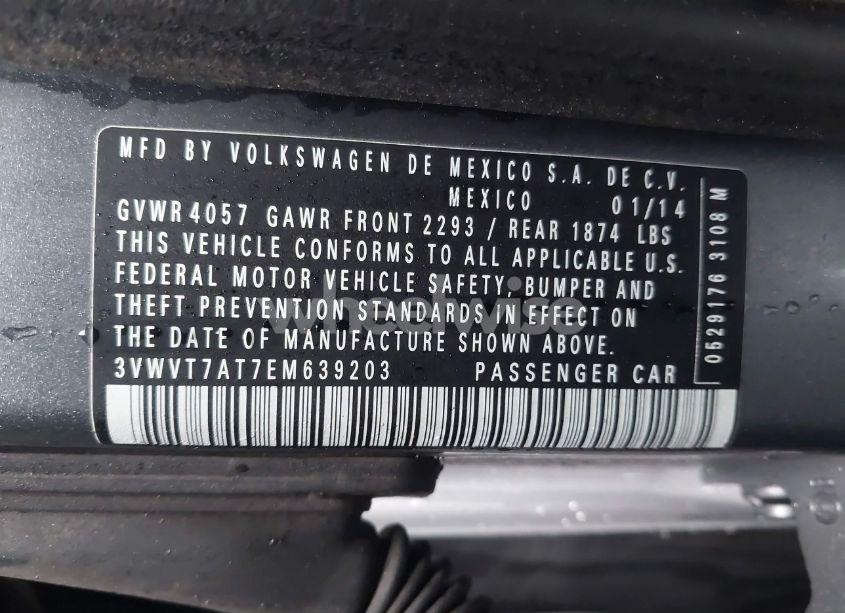 MFD BY VOLKSWAGEN DE MEXICO S.A. DE C.V.
MEXICO 01/14
GVWR 4057 GAWR FRONT 2293 / REAR 1874 LBS
THIS VEHICLE CONFORMS TO ALL APPLICABLE U.S.
FEDERAL MOTOR VEHICLE SAFETY, BUMPER AND
THEFT PREVENTION STANDARDS IN EFFECT ON
THE DATE OF MANUFACTURE SHOWN ABOVE.
3VWVT7AT7EM639203 PASSENGER CAR
0529176 3108 M
wheelwise